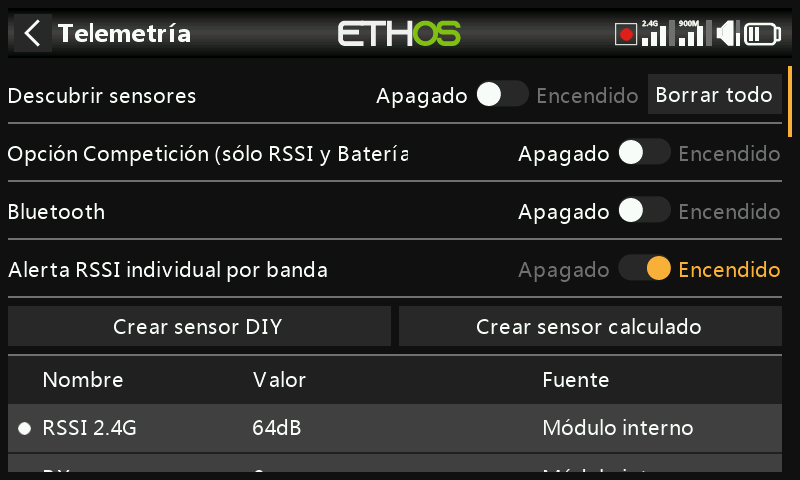 Telemetría
ETHOS
2.4G 900M
Descubrir sensores Apagado Encendido Borrar todo
Opción Competición (sólo RSSI y Batería Apagado Encendido
Bluetooth Apagado Encendido
Alerta RSSI individual por banda Apagado Encendido
Crear sensor DIY Crear sensor calculado
Nombre Valor Fuente
RSSI 2.4G 64dB Módulo interno